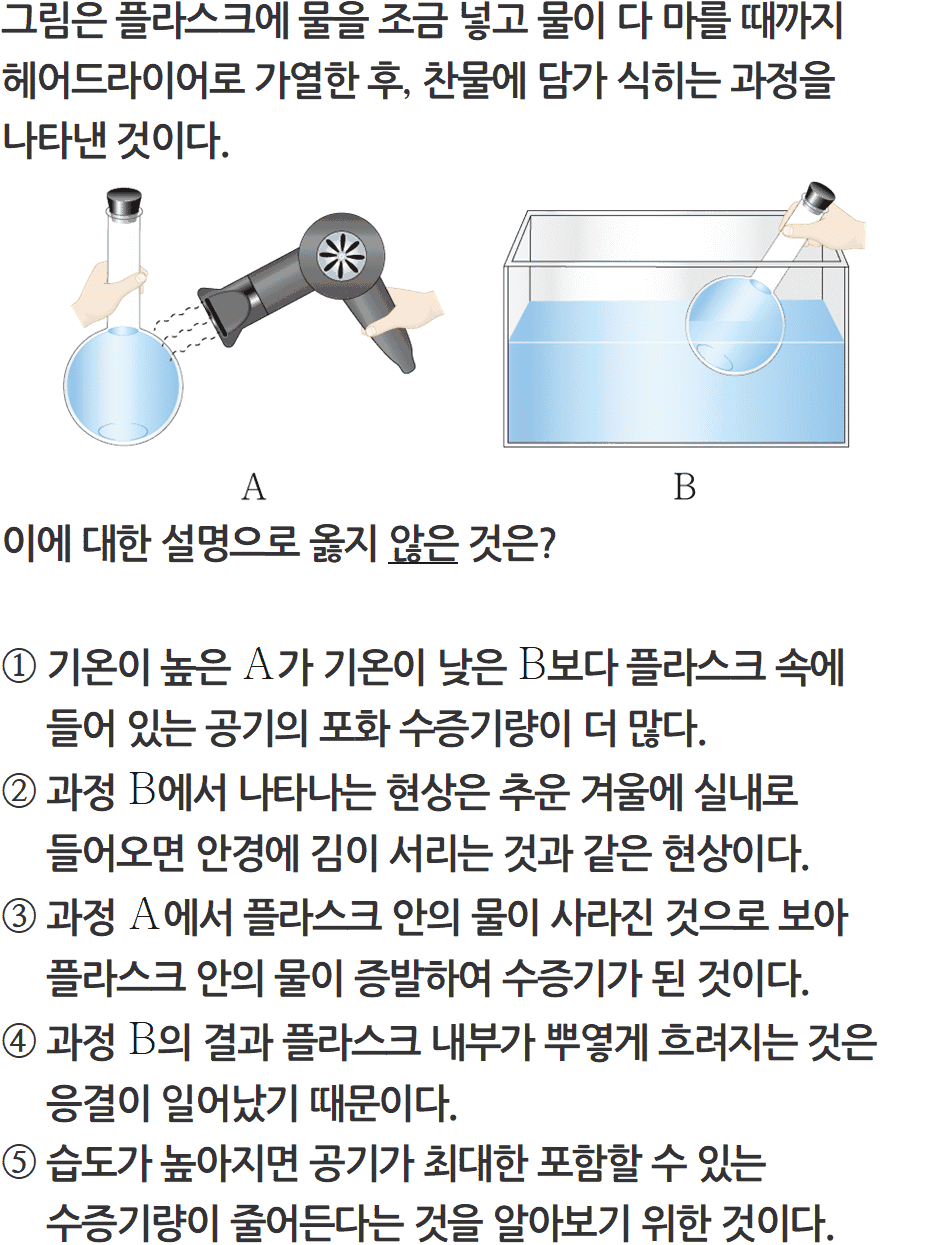 그림은 플라스크에 물을 조금 넣고 물이 다 마를 때까지
헤어드라이어로 가열한 후, 찬물에 담가 식히는 과정을
나타낸 것이다.
A
B
이에 대한 설명으로 옳지 않은 것은?
① 기온이 높은 A가 기온이 낮은 B보다 플라스크 속에
들어 있는 공기의 포화 수증기량이 더 많다.
② 과정 B에서 나타나는 현상은 추운 겨울에 실내로
들어오면 안경에 김이 서리는 것과 같은 현상이다.
③ 과정 A에서 플라스크 안의 물이 사라진 것으로 보아
플라스크 안의 물이 증발하여 수증기가 된 것이다.
④ 과정 B의 결과 플라스크 내부가 뿌옇게 흐려지는 것은
응결이 일어났기 때문이다.
⑤ 습도가 높아지면 공기가 최대한 포함할 수 있는
수증기량이 줄어든다는 것을 알아보기 위한 것이다.